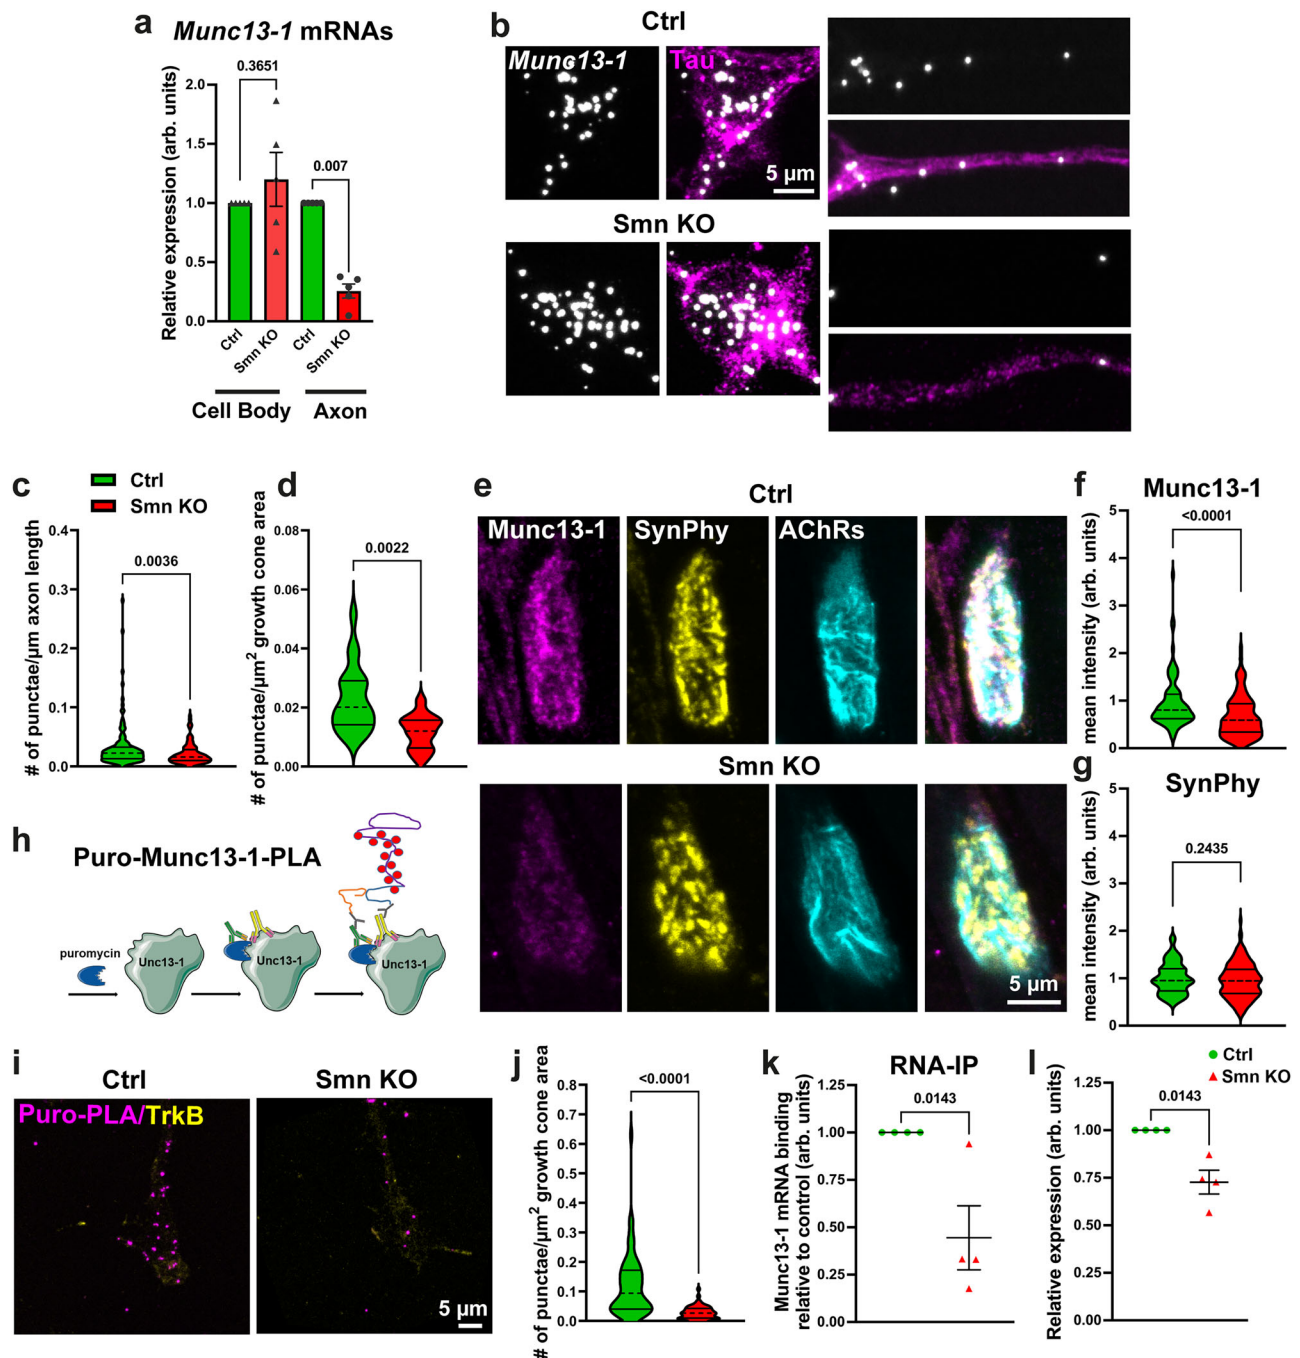 a
Munc13-1 mRNAs
Relative expression (arb. units)
2.0
1.5
1.0
0.5
0.0
0.3651
0.007
Ctrl
Smn KO
Ctrl
Smn KO
Cell Body
Axon
b
Ctrl
Munc13-1
Tau
5 µm
Smn KO
c
Ctrl
Smn KO
# of punctae/µm axon length
0.4
0.3
0.2
0.1
0.0
0.0036
d
# of punctae/µm² growth cone area
0.08
0.06
0.04
0.02
0.00
0.0022
e
Ctrl
Munc13-1
SynPhy
AChRs
Smn KO
5 µm
f
Munc13-1
mean intensity (arb. units)
5
4
3
2
1
0
<0.0001
g
SynPhy
mean intensity (arb. units)
5
4
3
2
1
0
0.2435
h
Puro-Munc13-1-PLA
puromycin
Unc13-1
Unc13-1
Unc13-1
i
Ctrl
Smn KO
Puro-PLA/TrkB
5 µm
j
# of punctae/µm² growth cone area
0.8
0.7
0.6
0.5
0.4
0.3
0.2
0.1
0.0
<0.0001
k
RNA-IP
Munc13-1 mRNA binding
relative to control (arb. units)
1.25
1.00
0.75
0.50
0.25
0.00
0.0143
l
Ctrl
Smn KO
Relative expression (arb. units)
1.25
1.00
0.75
0.50
0.25
0.00
0.0143